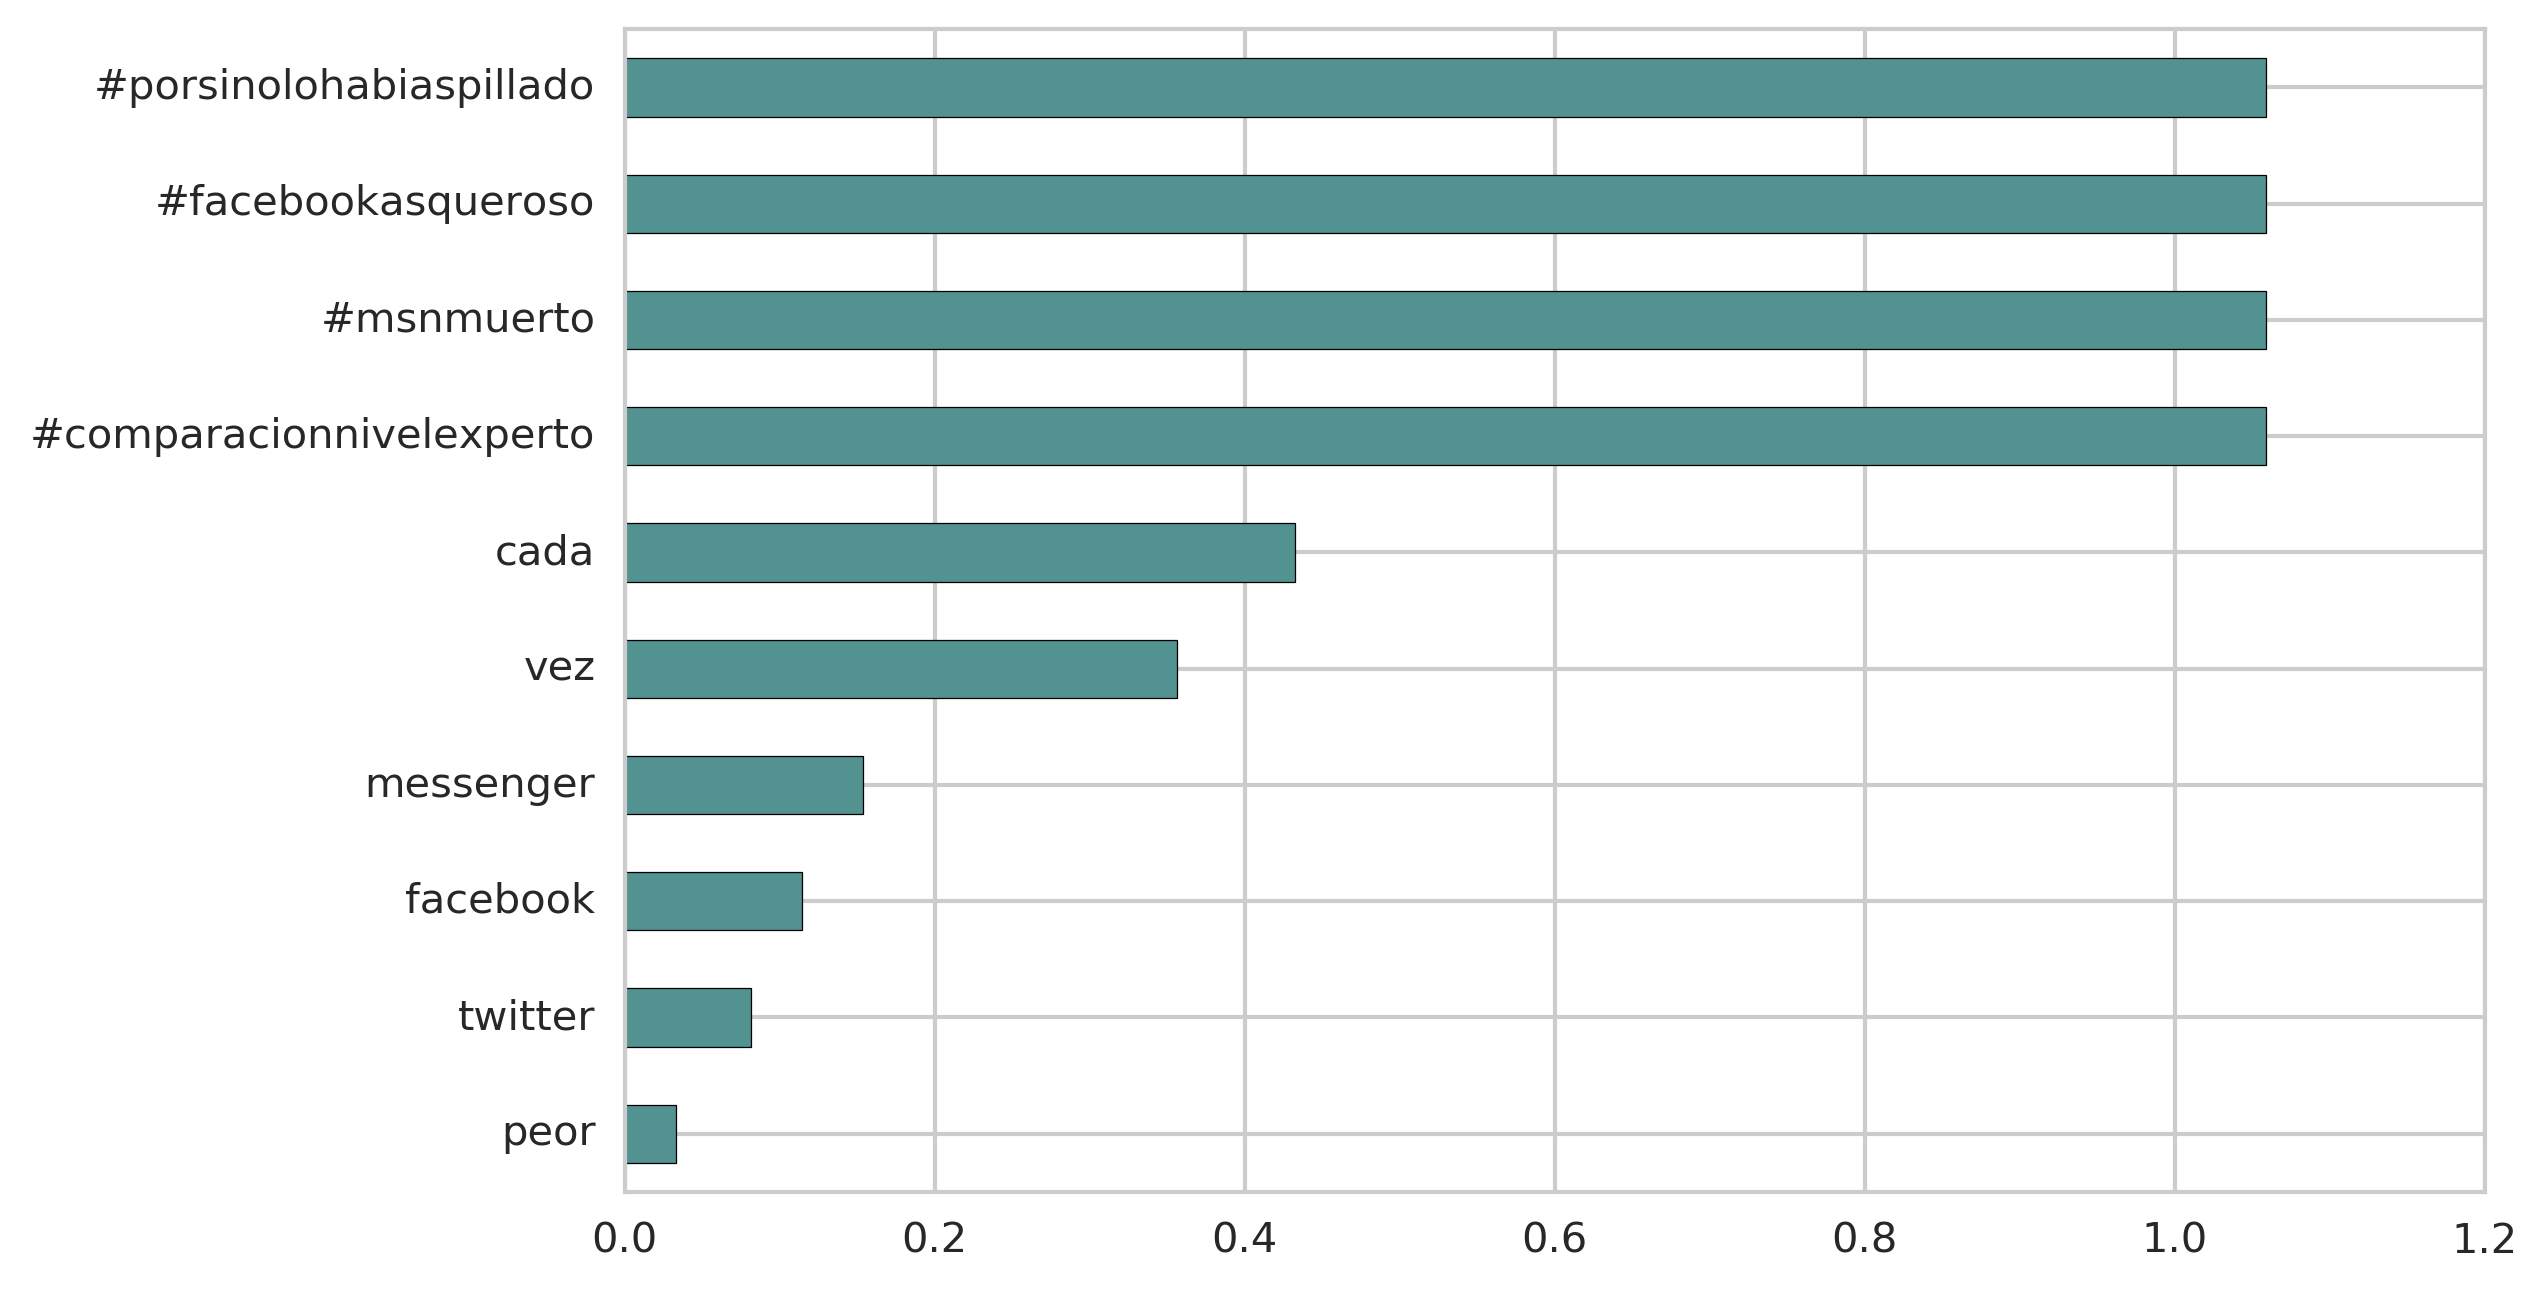 #porsinolohabiaspillado
#facebookasqueroso
#msnmuerto
#comparacionnivelexperto
cada
vez
messenger
facebook
twitter
peor
0.0 0.2 0.4 0.6 0.8 1.0 1.2